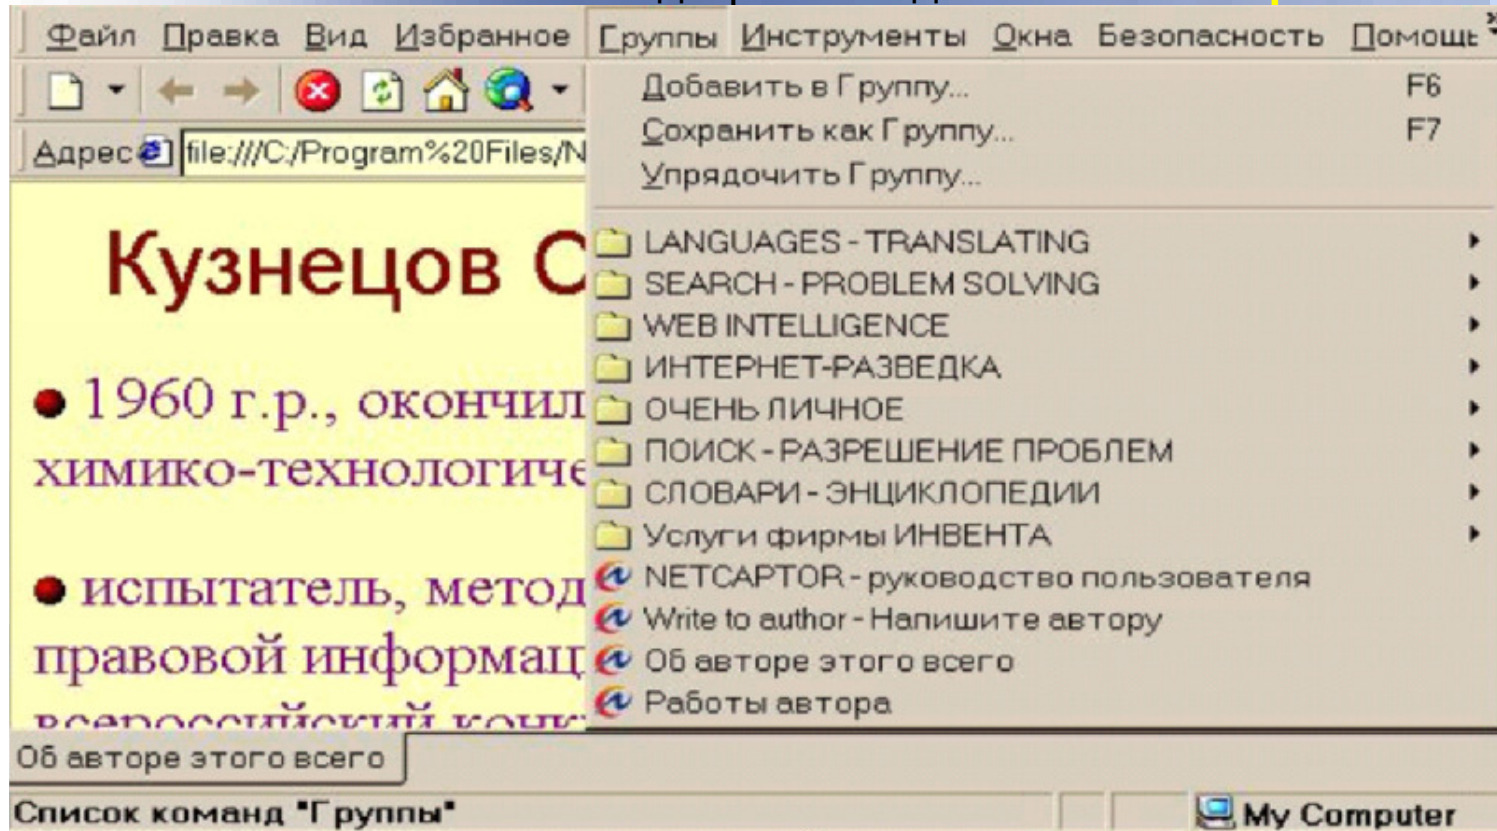 Файл Правка Вид Избранное Группы Инструменты Окна Безопасность Помощь
Адрес file:///C:/Program%20Files/N
Добавить в Группу... F6
Сохранить как Группу... F7
Упрядочить Группу...
LANGUAGES - TRANSLATING
SEARCH - PROBLEM SOLVING
WEB INTELLIGENCE
ИНТЕРНЕТ-РАЗВЕДКА
ОЧЕНЬ ЛИЧНОЕ
ПОИСК - РАЗРЕШЕНИЕ ПРОБЛЕМ
СЛОВАРИ - ЭНЦИКЛОПЕДИИ
Услуги фирмы ИНВЕНТА
NETCAPTOR - руководство пользователя
Write to author - Напишите автору
Об авторе этого всего
Работы автора
Кузнецов С
1960 г.р., окончил
химико-технологиче
испытатель, метод
правовой информац
всероссийский конк
Об авторе этого всего
Список команд "Группы" My Computer